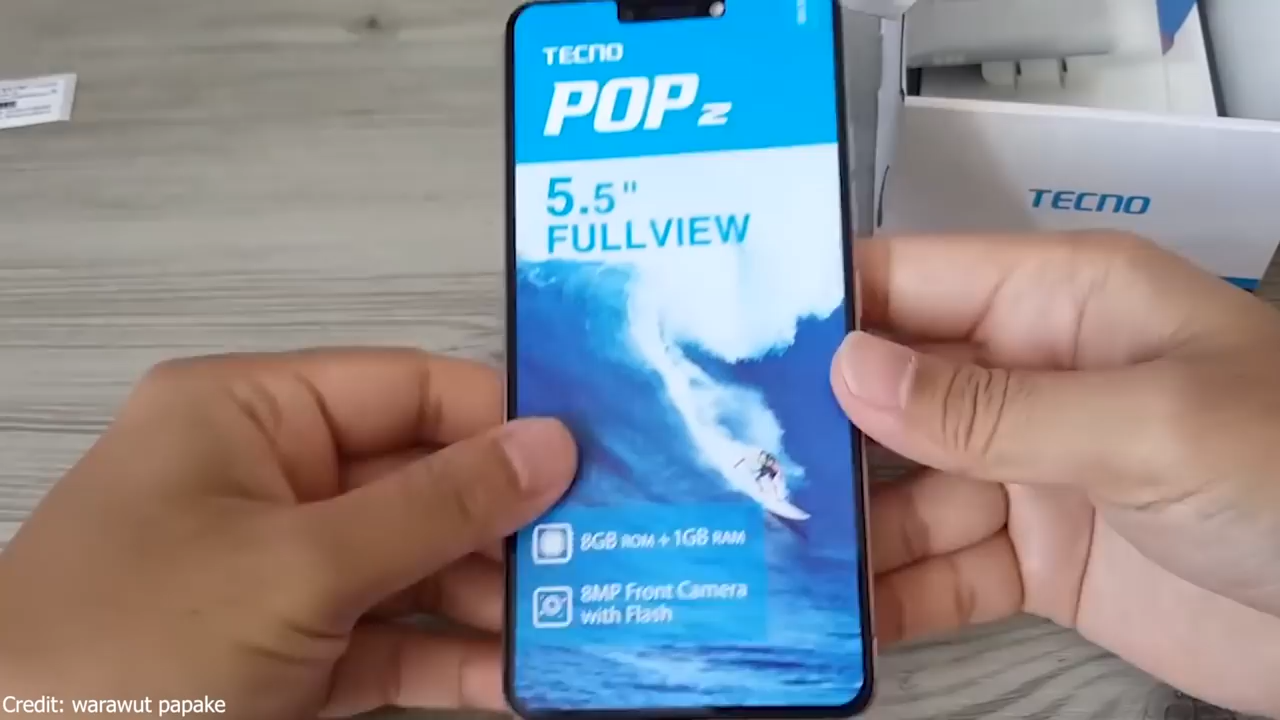 TECNO
POP 2
5.5"
FULLVIEW
8GB ROM + 1GB RAM
8MP Front Camera
with Flash
TECNO
Credit: warawut papake